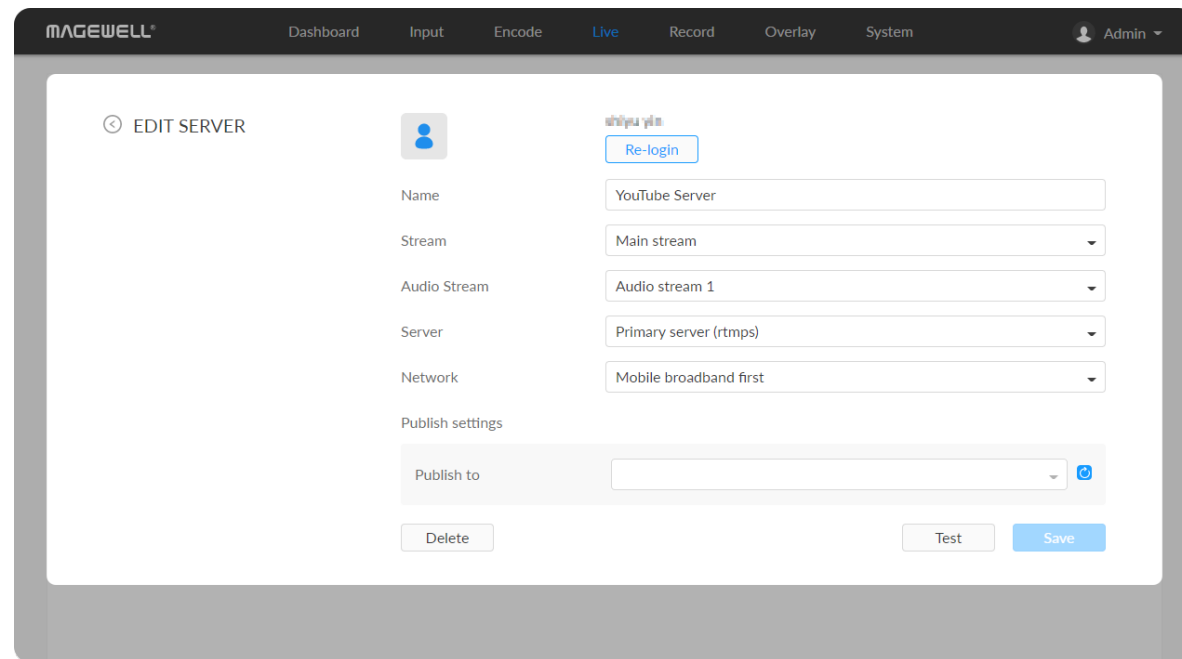 MAGEWELL® Dashboard Input Encode Live Record Overlay System Admin
EDIT SERVER
Re-login
Name YouTube Server
Stream Main stream
Audio Stream Audio stream 1
Server Primary server (rtmps)
Network Mobile broadband first
Publish settings
Publish to
Delete Test Save